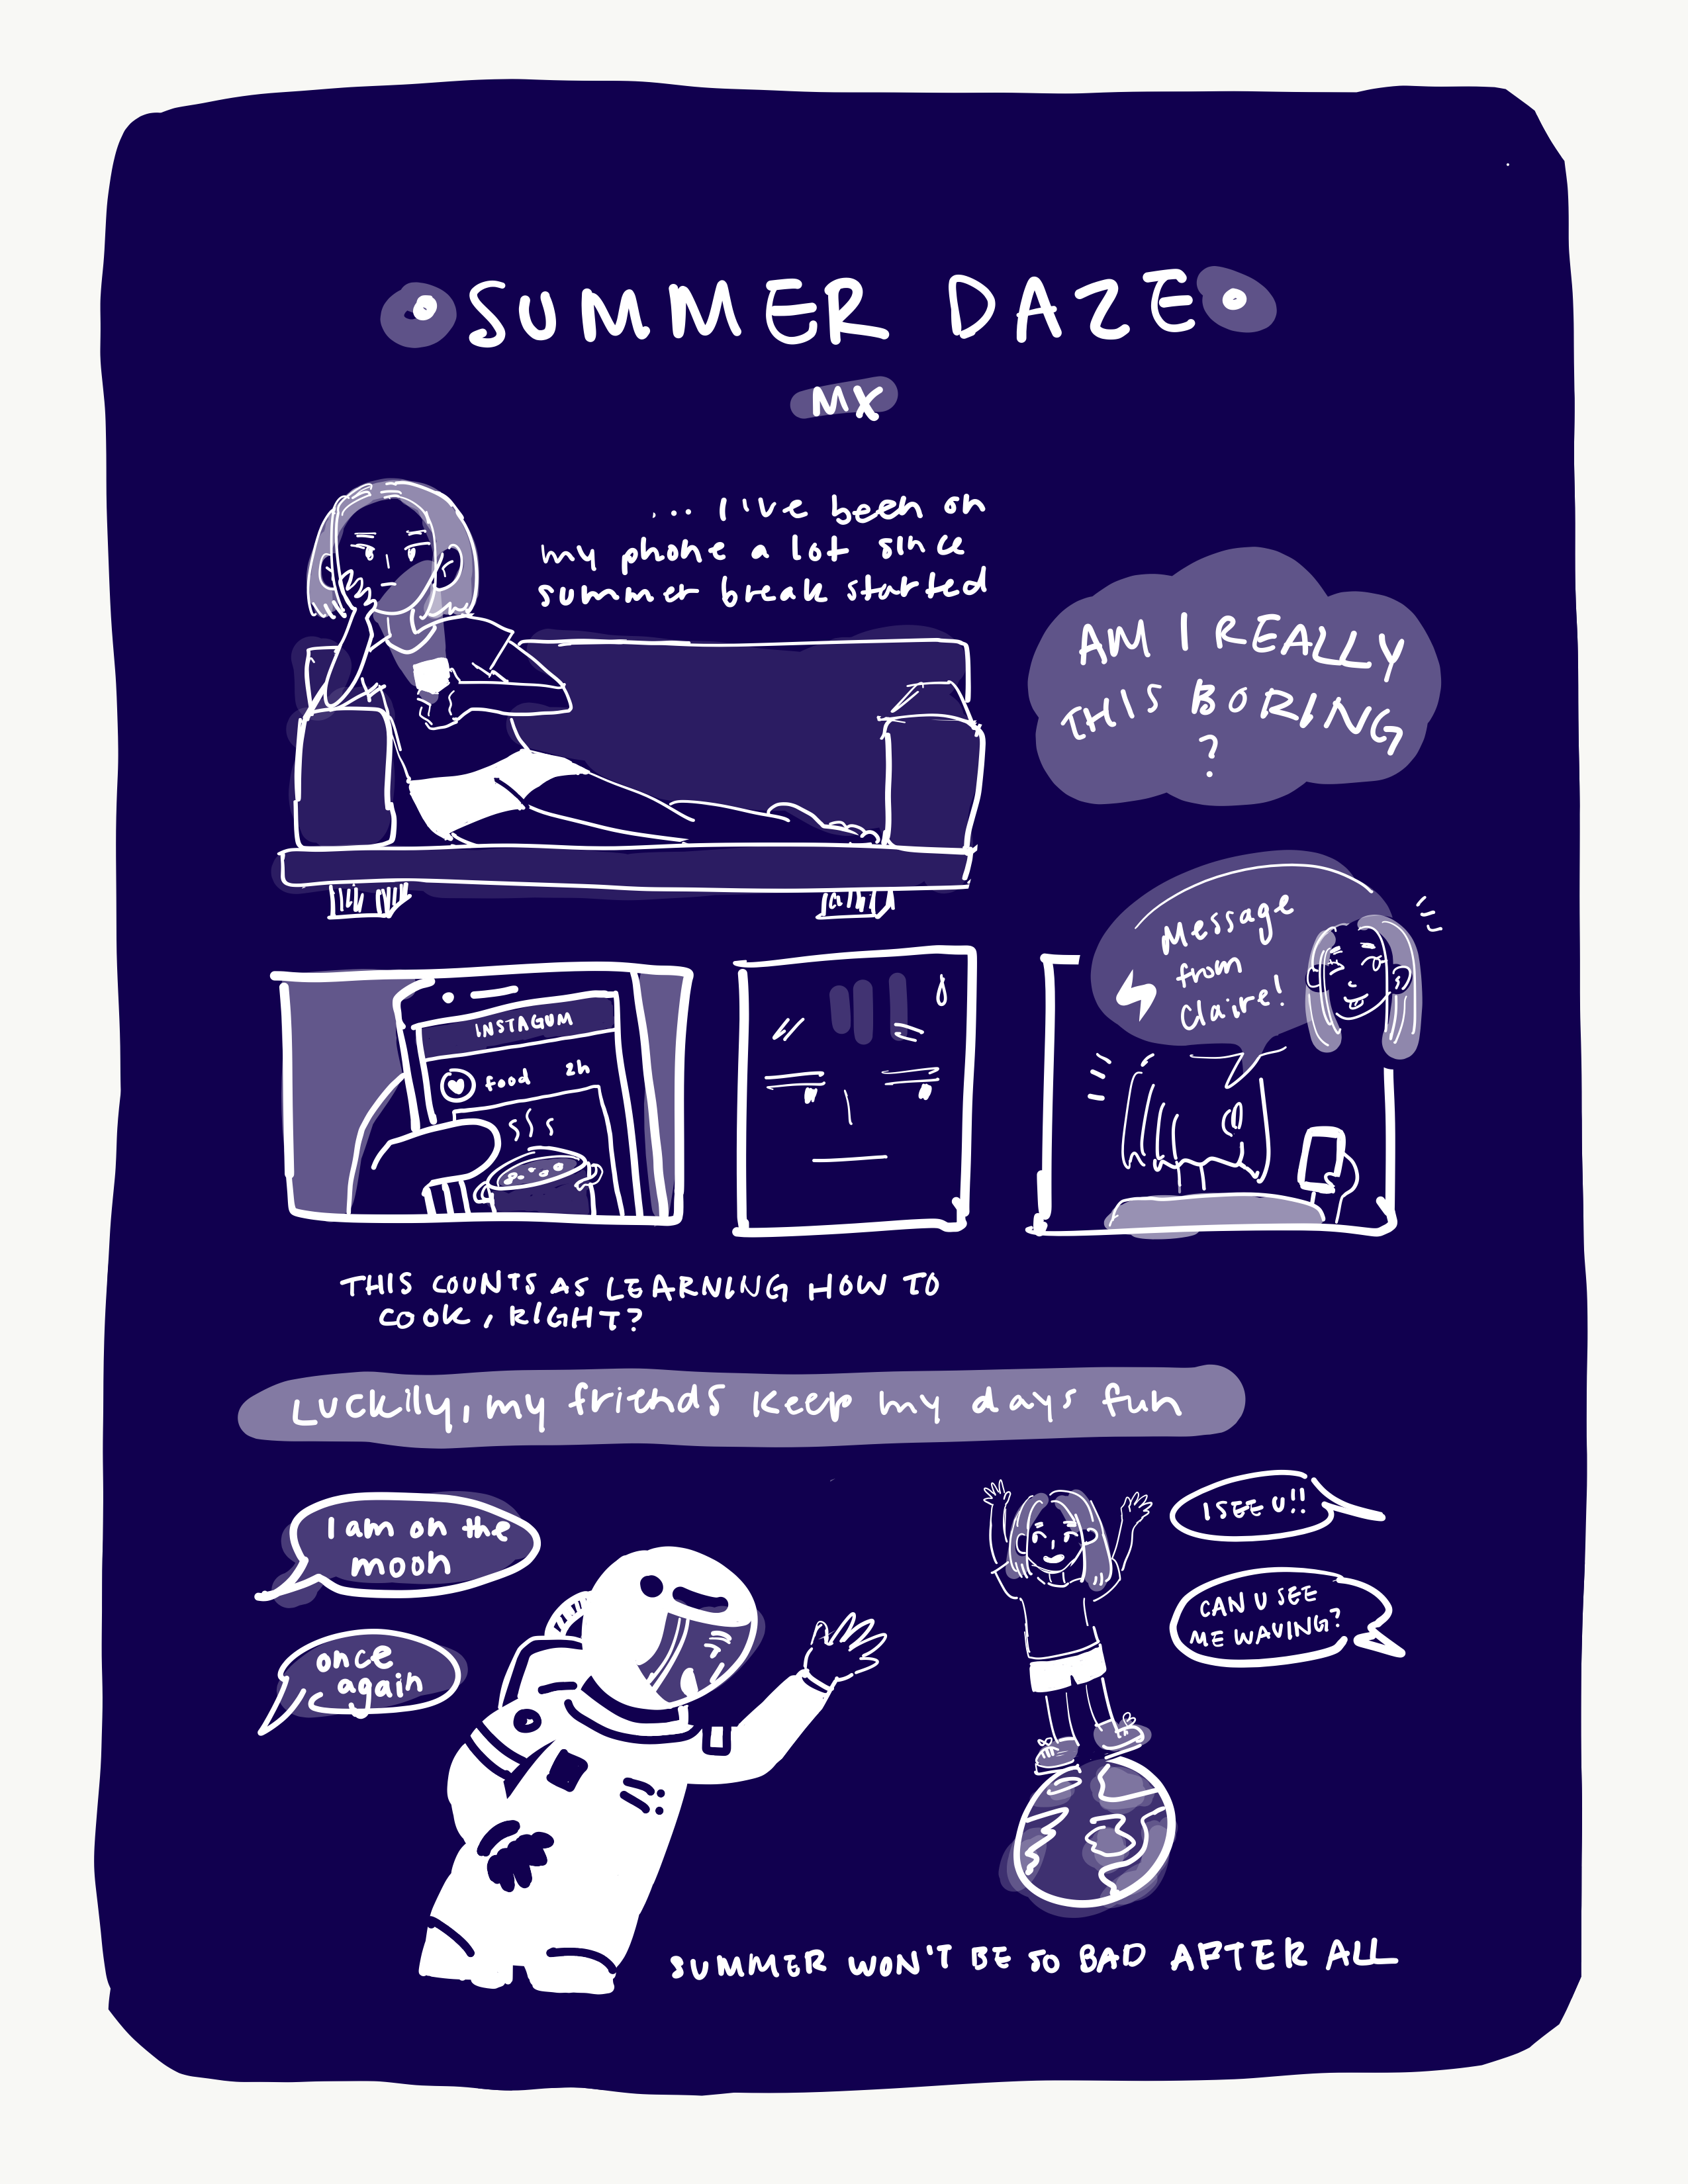 SUMMER DAZE
MX
... I've been on
my phone a lot since
summer break started
AM I REALLY
THIS BORING
?
INSTAGUM
food 2h
Message
from
Claire!
THIS COUNTS AS LEARNING HOW TO
COOK, RIGHT?
Luckily, my friends keep my days fun
I am on the
moon
once
again
I SEE U!!
CAN U SEE
ME WAVING?
SUMMER WON'T BE SO BAD AFTER ALL